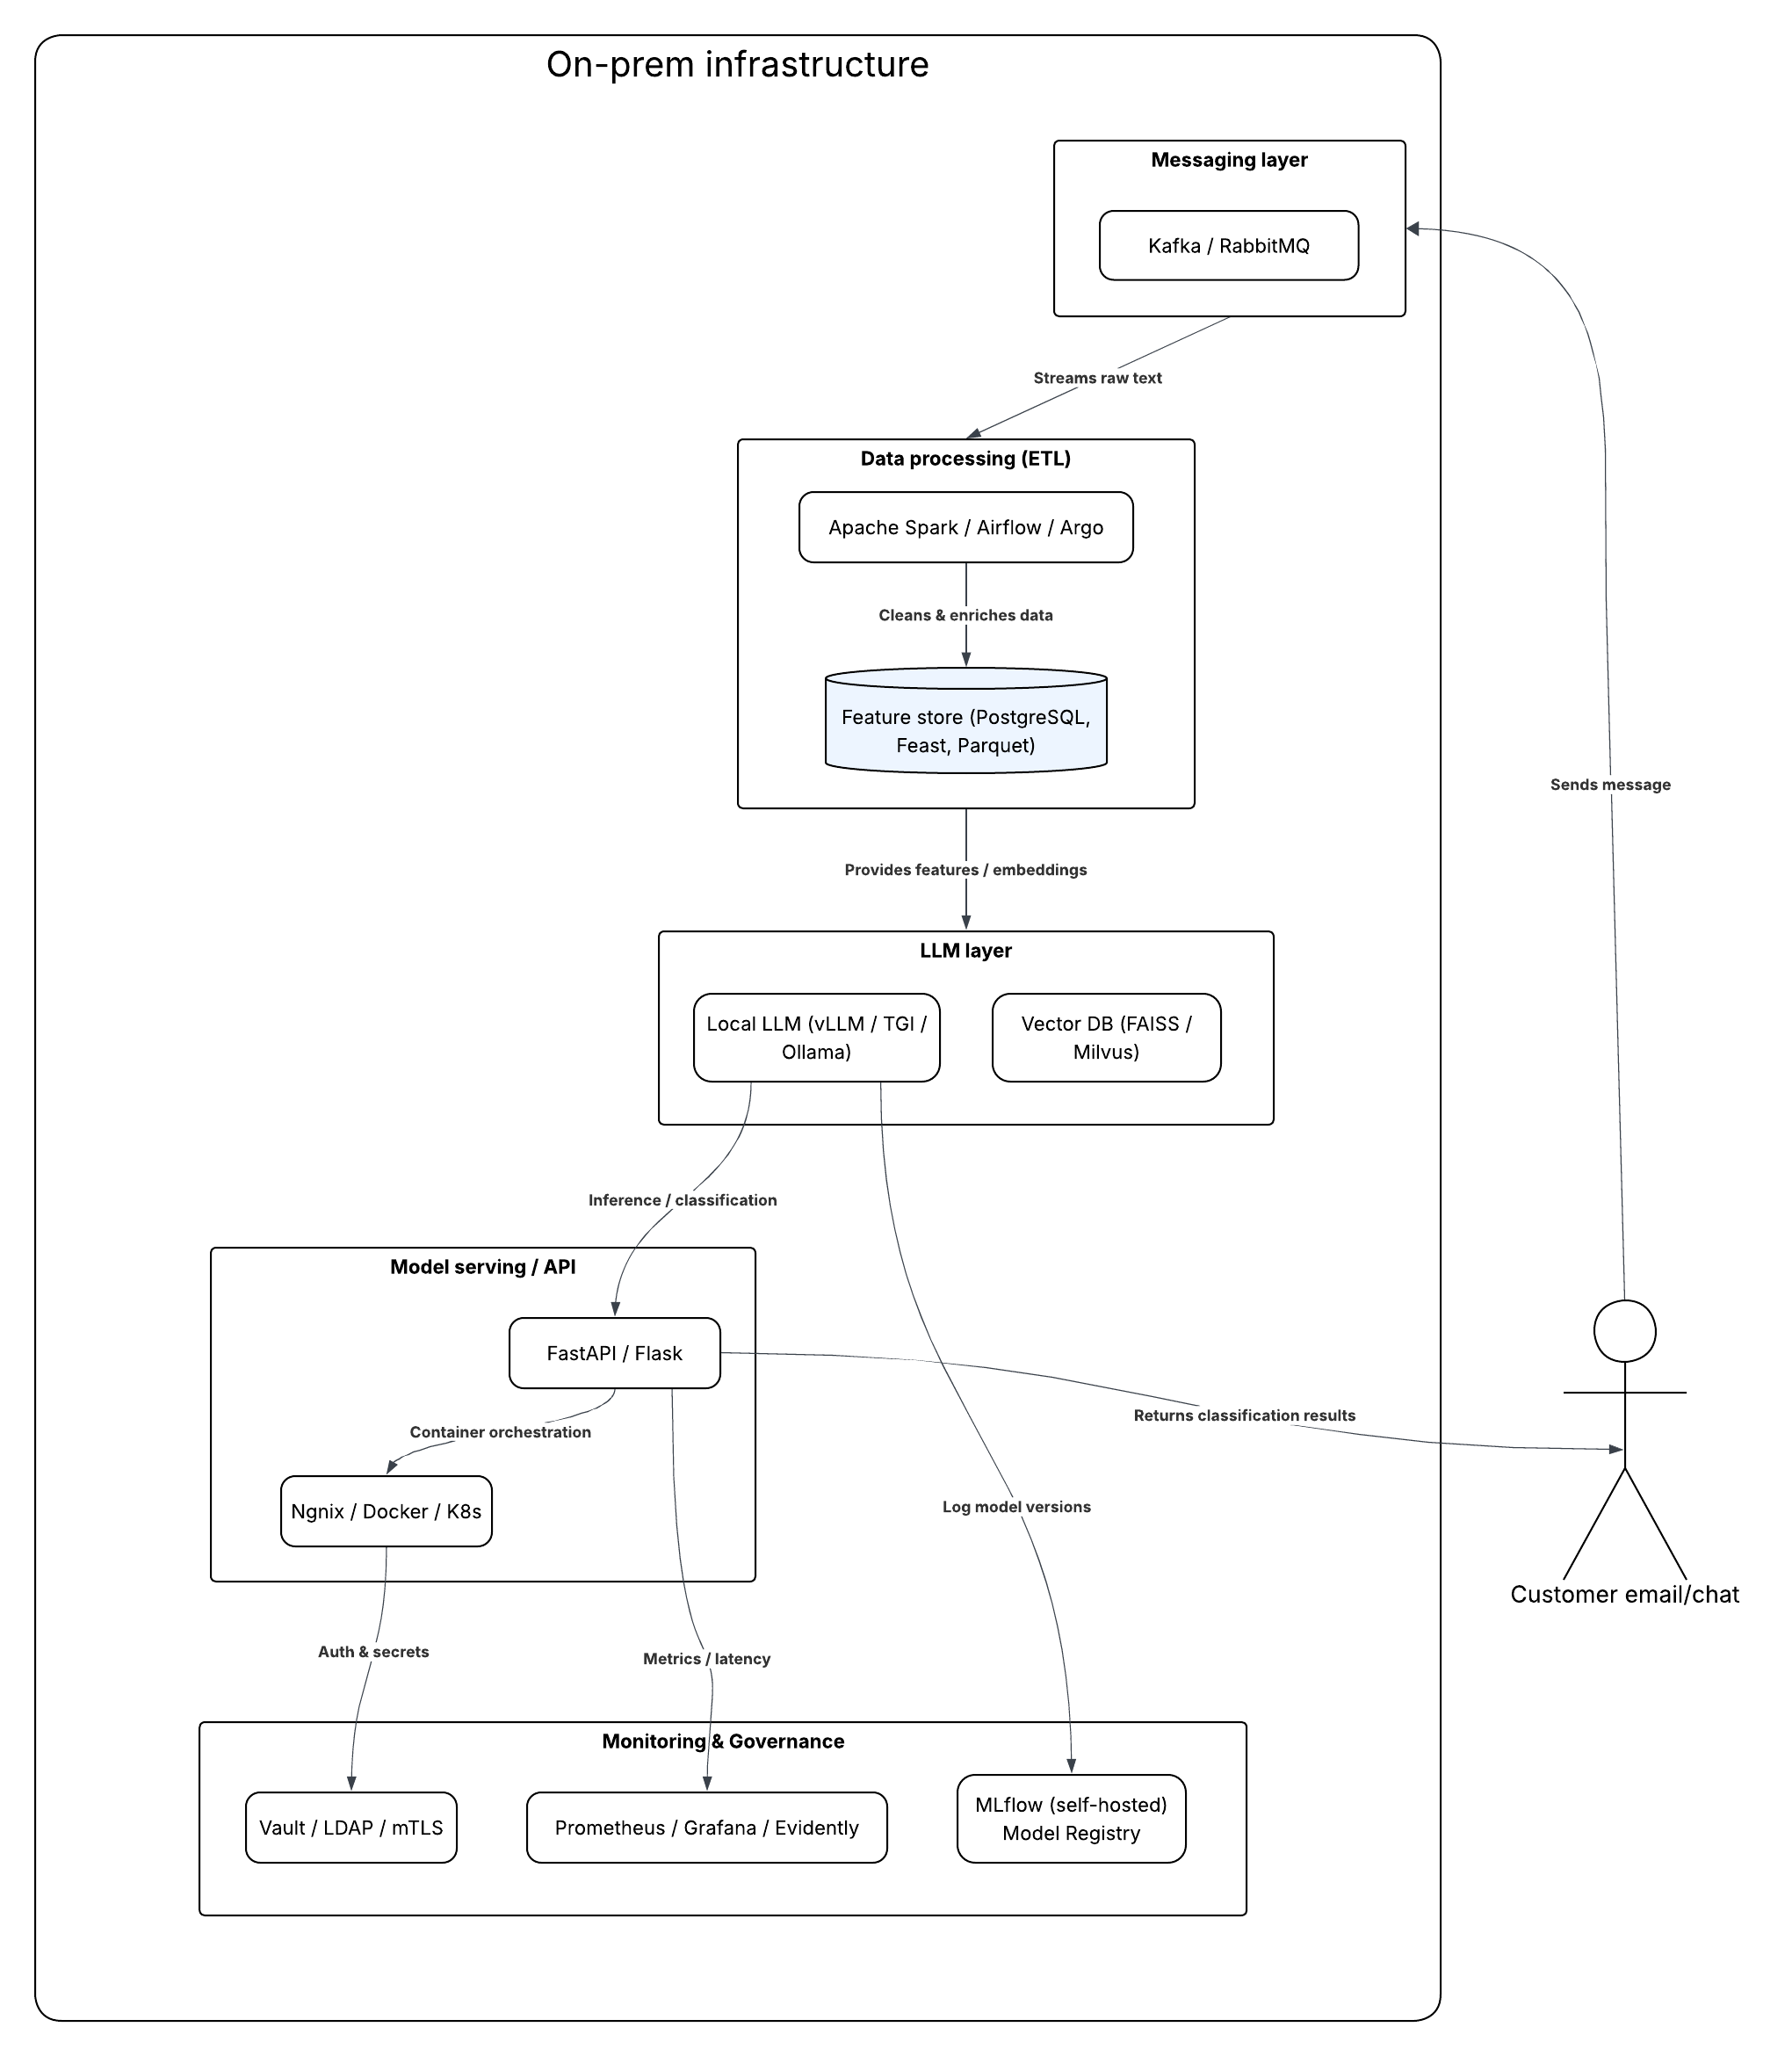 On-prem infrastructure
Messaging layer
Kafka / RabbitMQ
Streams raw text
Data processing (ETL)
Apache Spark / Airflow / Argo
Cleans & enriches data
Feature store (PostgreSQL,
Feast, Parquet)
Sends message
Provides features / embeddings
LLM layer
Local LLM (vLLM / TGI /
Ollama)
Vector DB (FAISS /
Milvus)
Inference / classification
Model serving / API
FastAPI / Flask
Returns classification results
Container orchestration
Ngnix / Docker / K8s
Log model versions
Customer email/chat
Auth & secrets
Metrics / latency
Monitoring & Governance
Vault / LDAP / mTLS
Prometheus / Grafana / Evidently
MLflow (self-hosted)
Model Registry